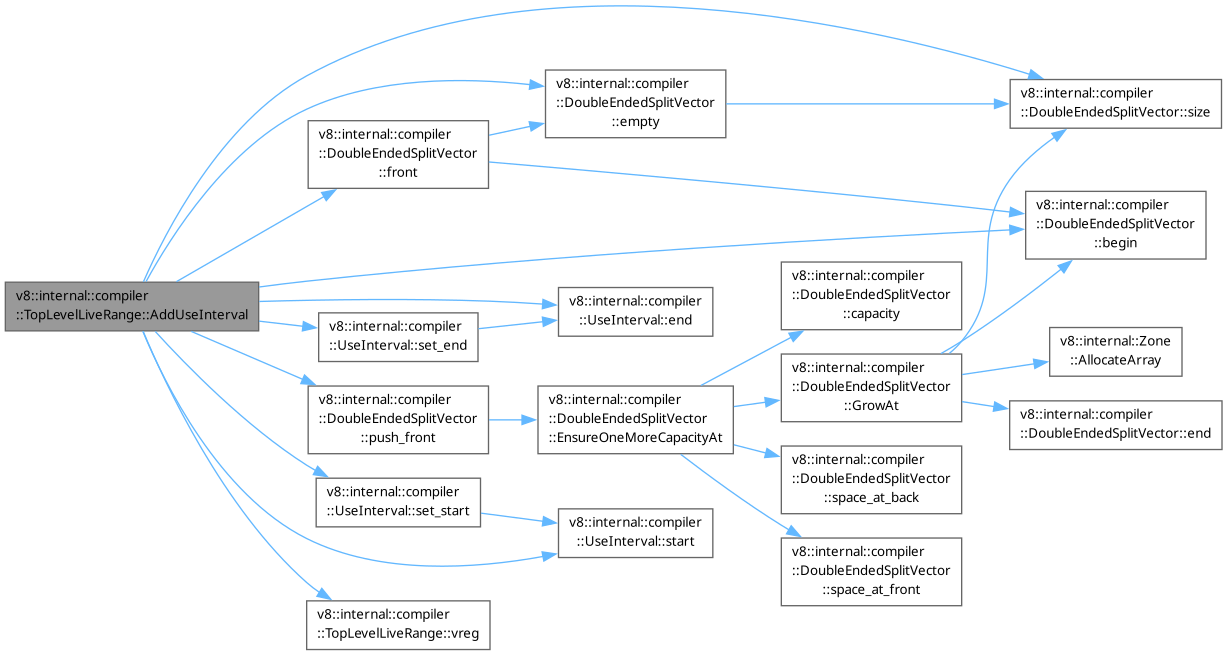 v8::internal::compiler
::TopLevelLiveRange::AddUseInterval
v8::internal::compiler
::DoubleEndedSplitVector
::front
v8::internal::compiler
::UseInterval::set_end
v8::internal::compiler
::DoubleEndedSplitVector
::push_front
v8::internal::compiler
::UseInterval::set_start
v8::internal::compiler
::TopLevelLiveRange::vreg
v8::internal::compiler
::DoubleEndedSplitVector
::empty
v8::internal::compiler
::UseInterval::end
v8::internal::compiler
::DoubleEndedSplitVector
::EnsureOneMoreCapacityAt
v8::internal::compiler
::UseInterval::start
v8::internal::compiler
::DoubleEndedSplitVector
::capacity
v8::internal::compiler
::DoubleEndedSplitVector
::GrowAt
v8::internal::compiler
::DoubleEndedSplitVector
::space_at_back
v8::internal::compiler
::DoubleEndedSplitVector
::space_at_front
v8::internal::compiler
::DoubleEndedSplitVector::size
v8::internal::compiler
::DoubleEndedSplitVector
::begin
v8::internal::Zone
::AllocateArray
v8::internal::compiler
::DoubleEndedSplitVector::end